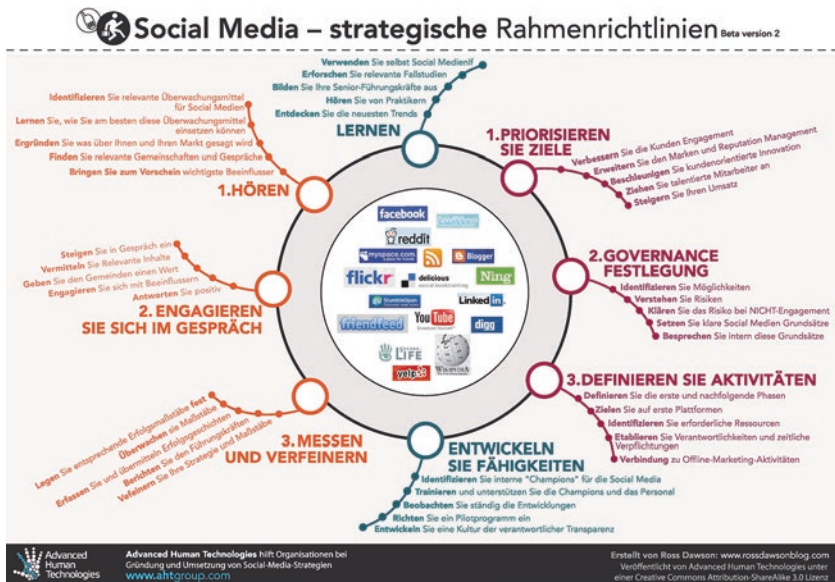 Social Media – strategische Rahmenrichtlinien Beta version 2
Verwenden Sie selbst Social Medienlf
Erforschen Sie relevante Fallstudien
Bilden Sie Ihre Senior-Führungskräfte aus
Hören Sie von Praktikern
Entdecken Sie die neuesten Trends
LERNEN
1.PRIORISIEREN
SIE ZIELE
Verbessern Sie die Kunden Engagement
Erweitern Sie den Marken und Reputation Management
Beschleunigen Sie kundenorientierte Innovation
Ziehen Sie talentierte Mitarbeiter an
Steigern Sie Ihren Umsatz
2.GOVERNANCE
FESTLEGUNG
Identifizieren Sie Möglichkeiten
Verstehen Sie Risiken
Klären Sie das Risiko bei NICHT-Engagement
Setzen Sie klare Social Medien Grundsätze
Besprechen Sie intern diese Grundsätze
3.DEFINIEREN SIE AKTIVITÄTEN
Definieren Sie die erste und nachfolgende Phasen
Zielen Sie auf erste Plattformen
Identifizieren Sie erforderliche Ressourcen
Etablieren Sie Verantwortlichkeiten und zeitliche
Verpflichtungen
Verbindung zu Offline-Marketing-Aktivitäten
ENTWICKELN
SIE FÄHIGKEITEN
Identifizieren Sie interne "Champions" für die Social Media
Trainieren und unterstützen Sie die Champions und das Personal
Beobachten Sie ständig die Entwicklungen
Richten Sie ein Pilotprogramm ein
Entwickeln Sie eine Kultur der verantwortlicher Transparenz
Identifizieren Sie relevante Überwachungsmittel
für Social Medien
Lernen Sie, wie Sie am besten diese Überwachungsmittel
einsetzen können
Ergründen Sie was über Ihnen und Ihren Markt gesagt wird
Finden Sie relevante Gemeinschaften und Gespräche
Bringen Sie zum Vorschein wichtigste Beeinflusser
1.HÖREN
Steigen Sie in Gespräch ein
Vermitteln Sie Relevante Inhalte
Geben Sie den Gemeinden einen Wert
Engagieren Sie sich mit Beeinflussern
Antworten Sie positiv
2. ENGAGIEREN
SIE SICH IM GESPRÄCH
3. MESSEN
UND VERFEINERN
Legen Sie entsprechende Erfolgsmaßstäbe fest
Überwachen sie Maßstäbe
Erfassen Sie und übermitteln Erfolgsgeschichten
Berichten Sie den Führungskräften
Vefeinern Sie Ihre Strategie und Maßstäbe
facebook
twitter
reddit
myspace.com
Blogger
flickr
delicious
social bookmarking
Ning
StumbleUpon
Linked in
friendfeed
You Tube
digg
LIFE
WIKIPEDIA
yelp
Advanced
Human
Technologies
Advanced Human Technologies hilft Organisationen bei
Gründung und Umsetzung von Social-Media-Strategien
www.ahtgroup.com
Erstellt von Ross Dawson: www.rossdawsonblog.com
Veröffentlicht von Advanced Human Technologies unter
einer Creative Commons Attribution-ShareAlike 3.0 Lizenz